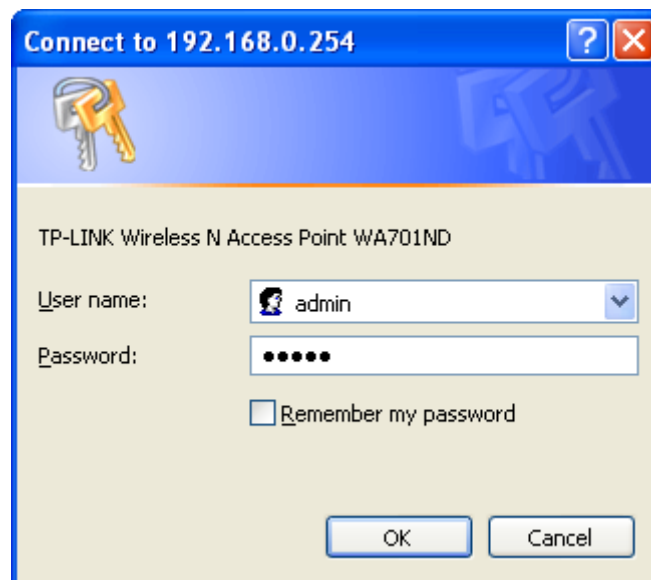 Connect to 192.168.0.254
TP-LINK Wireless N Access Point WA701ND
User name: admin
Password: •••••
Remember my password
OK Cancel